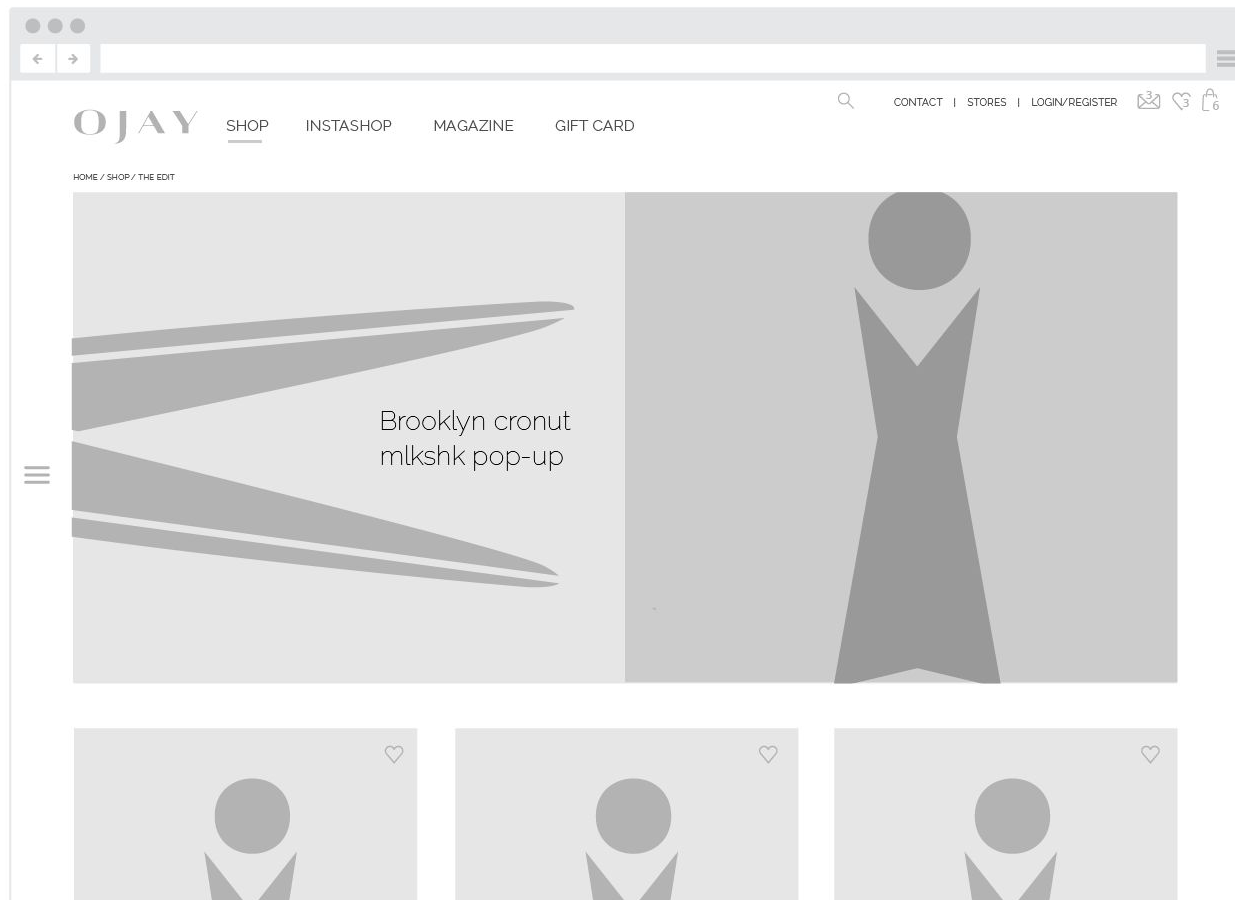 CONTACT | STORES | LOGIN/REGISTER 3 3 6
OJAY SHOP INSTASHOP MAGAZINE GIFT CARD
HOME / SHOP / THE EDIT
Brooklyn cronut
mlkshk pop-up